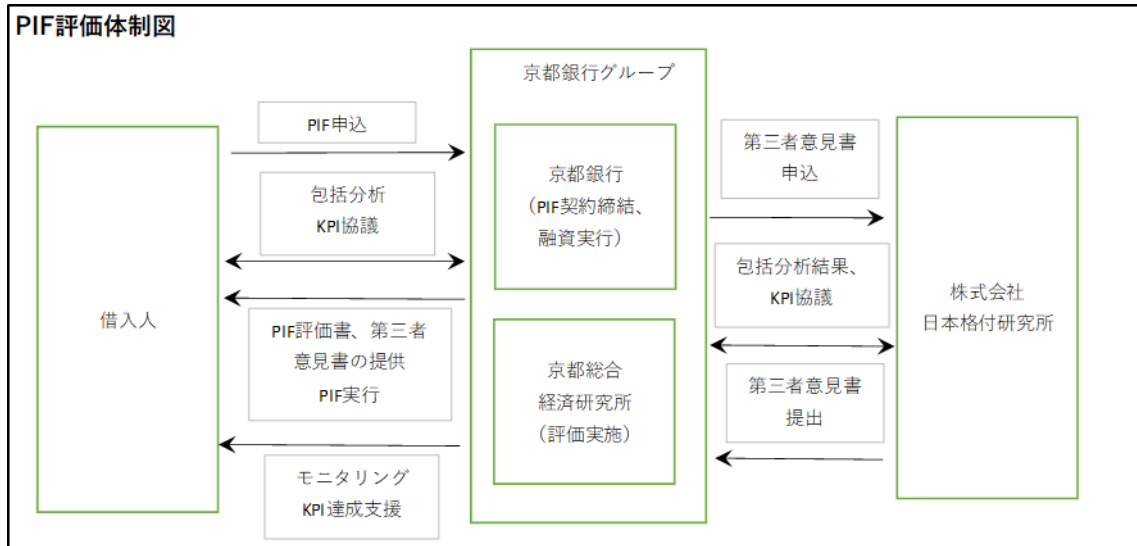 PIF評価体制図
京都銀行グループ
借入人
PIF申込
包括分析
KPI協議
PIF評価書、第三者
意見書の提供
PIF実行
モニタリング
KPI達成支援
京都銀行
（PIF契約締結、
融資実行）
京都総合
経済研究所
（評価実施）
第三者意見書
申込
包括分析結果、
KPI協議
第三者意見書
提出
株式会社
日本格付研究所